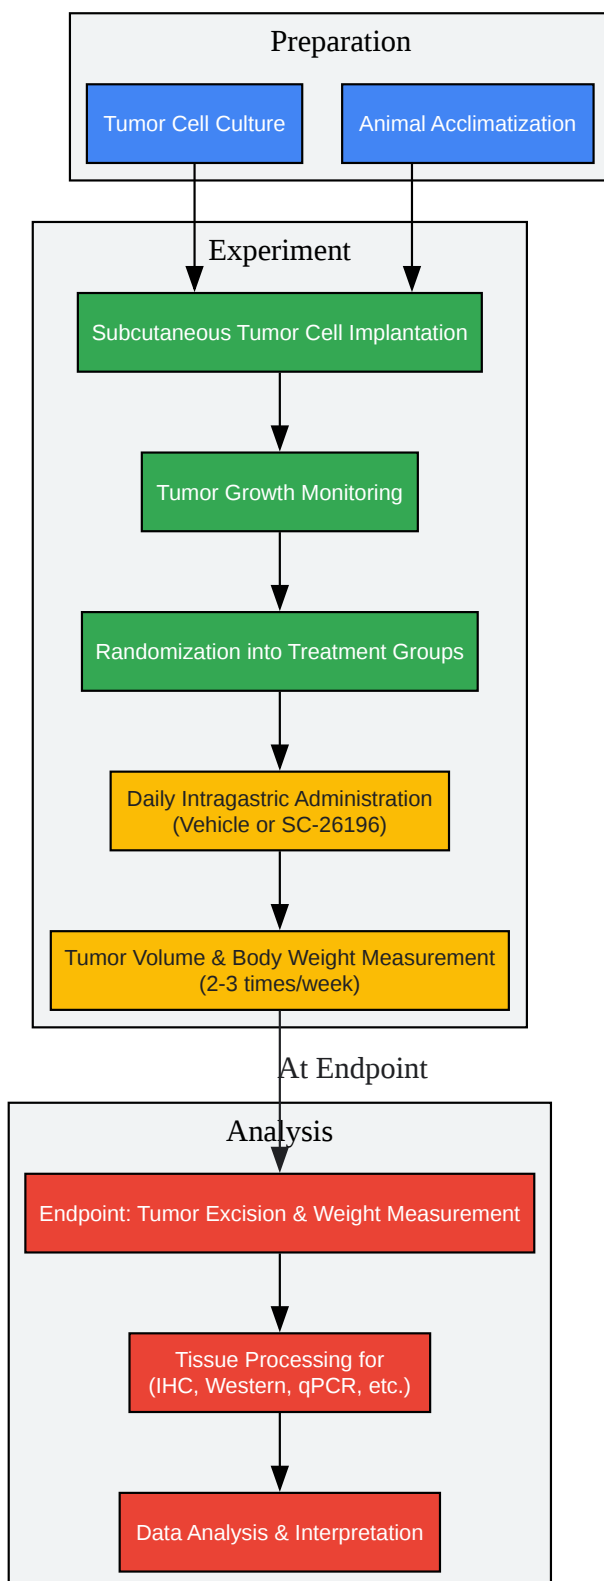 Preparation
Tumor Cell Culture
Animal Acclimatization
Experiment
Subcutaneous Tumor Cell Implantation
Tumor Growth Monitoring
Randomization into Treatment Groups
Daily Intragastric Administration
(Vehicle or SC-26196)
Tumor Volume & Body Weight Measurement
(2-3 times/week)
At Endpoint
Analysis
Endpoint: Tumor Excision & Weight Measurement
Tissue Processing for
(IHC, Western, qPCR, etc.)
Data Analysis & Interpretation